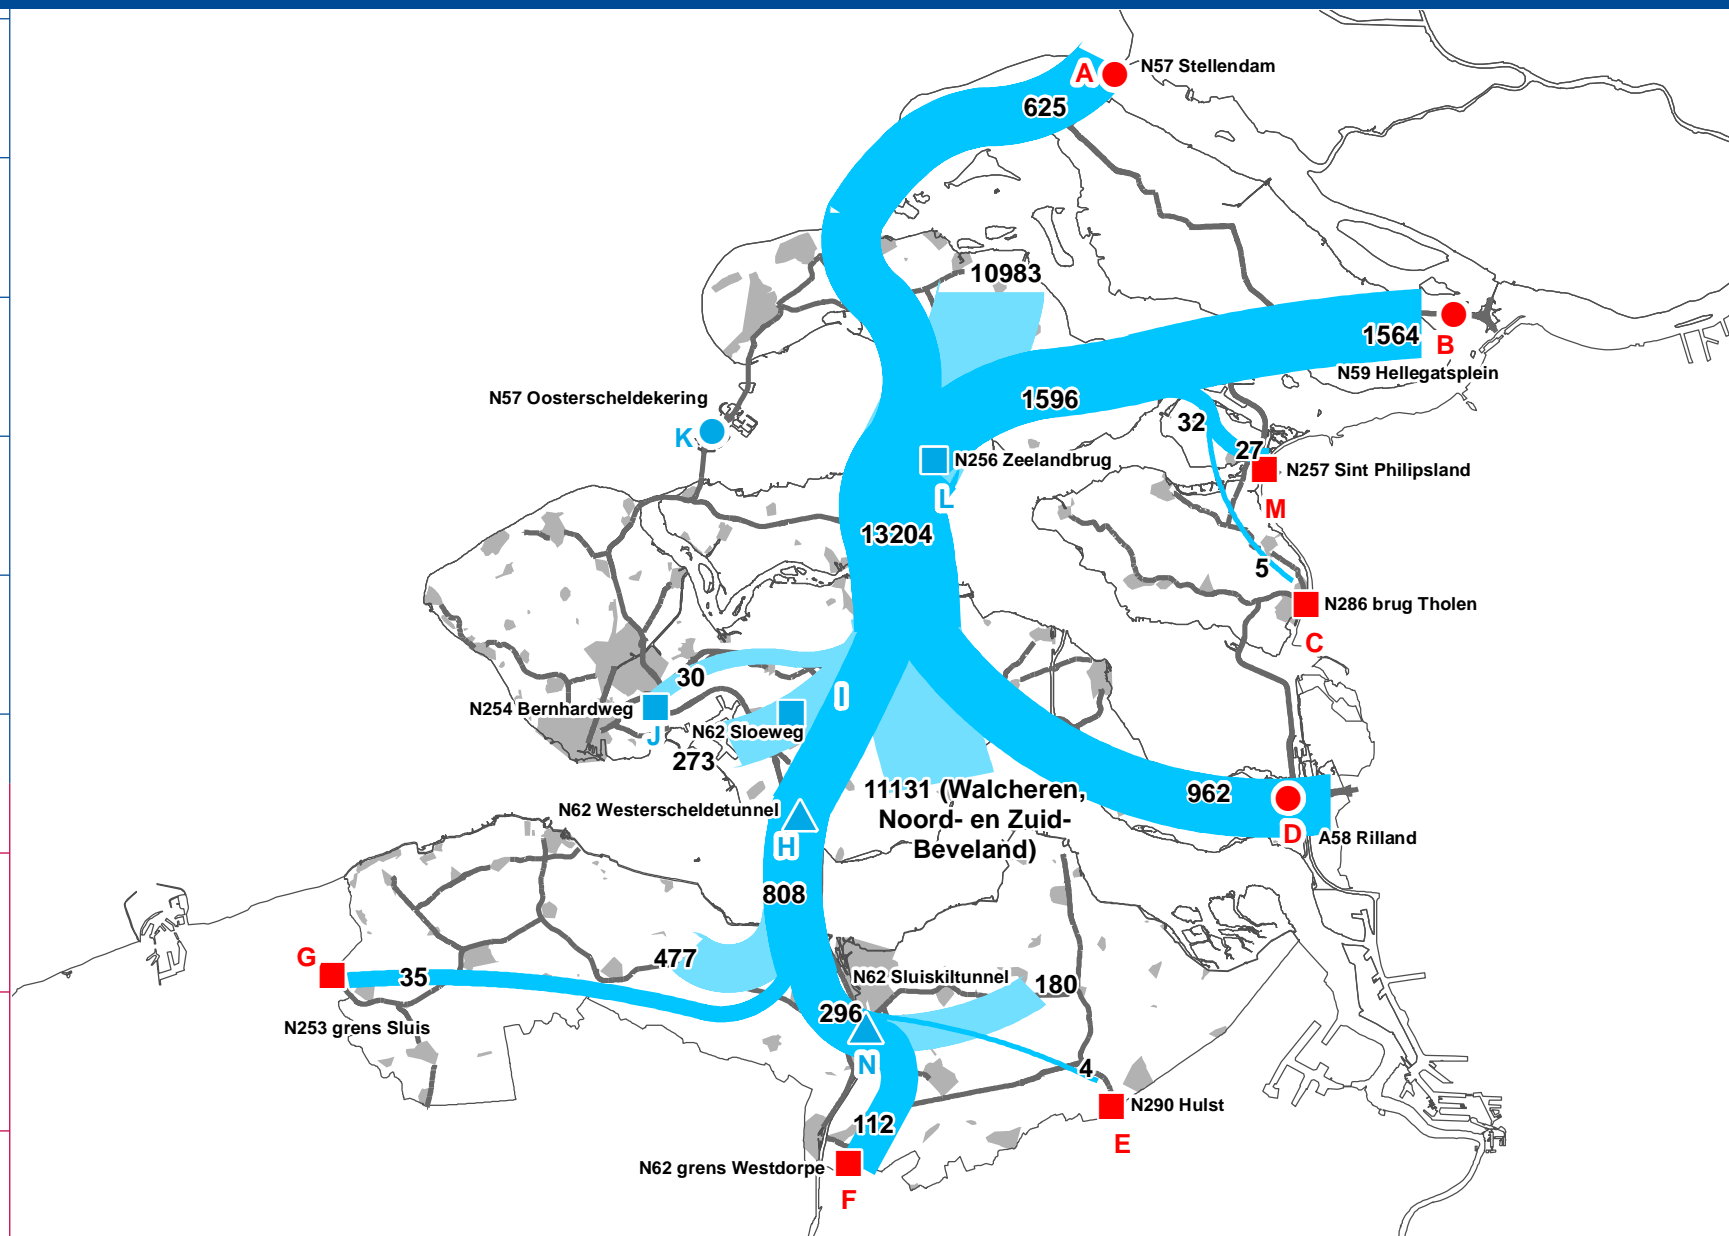 A
N57 Stellendam
625
10983
1564
B
N59 Hellegatsplein
N57 Oosterscheldekering
1596
32
K
27
N256 Zeelandbrug
N257 Sint Philipsland
L
M
13204
5
N286 brug Tholen
C
30
I
N254 Bernhardweg
J
N62 Sloeweg
273
11131 (Walcheren,
Noord- en Zuid-
Beveland)
962
N62 Westerscheldetunnel
H
D
A58 Rilland
808
G
477
35
N62 Sluiskiltunnel
180
296
N253 grens Sluis
N
4
N290 Hulst
112
E
N62 grens Westdorpe
F